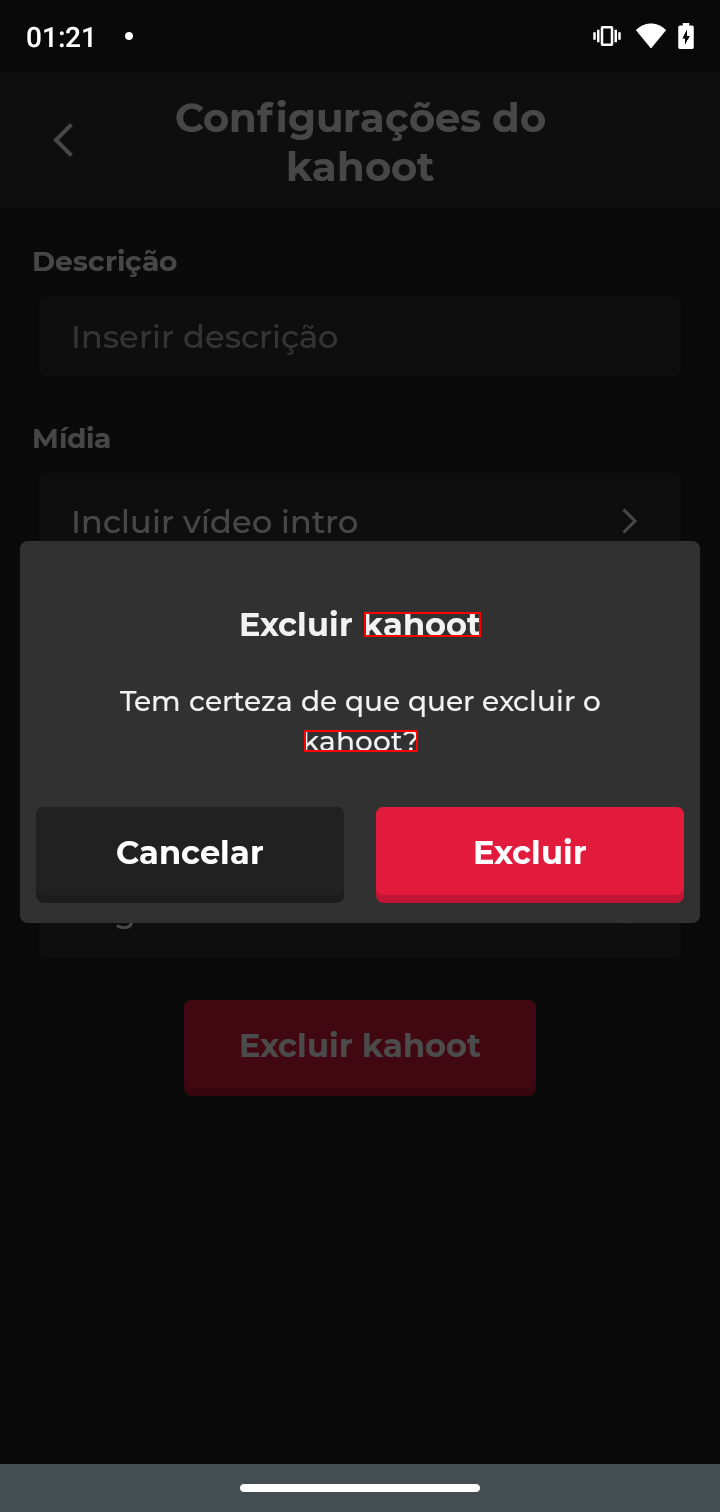 01:21
Configurações do
kahoot
Descrição
Inserir descrição
Mídia
Incluir vídeo intro
Excluir kahoot
Tem certeza de que quer excluir o
kahoot?
Cancelar
Excluir
Excluir kahoot